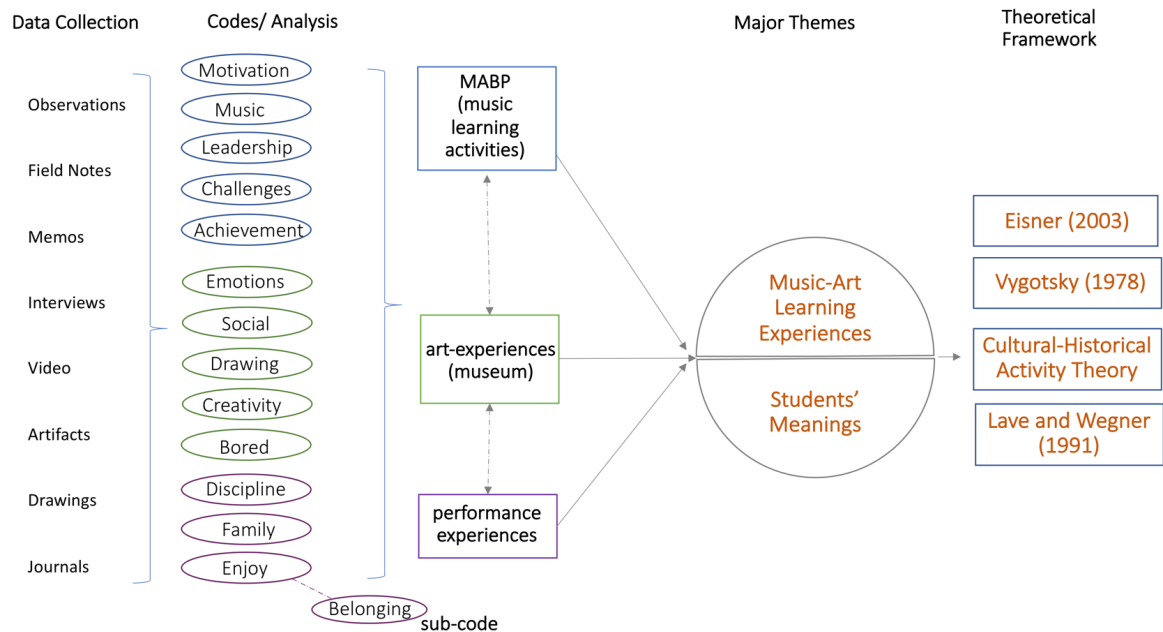 Data Collection
Codes/ Analysis
Major Themes
Theoretical
Framework
Observations
Field Notes
Memos
Interviews
Video
Artifacts
Drawings
Journals
Motivation
Music
Leadership
Challenges
Achievement
Emotions
Social
Drawing
Creativity
Bored
Discipline
Family
Enjoy
Belonging
sub-code
MABP
(music
learning
activities)
art-experiences
(museum)
performance
experiences
Music-Art
Learning
Experiences
Students’
Meanings
Eisner (2003)
Vygotsky (1978)
Cultural-Historical
Activity Theory
Lave and Wegner
(1991)